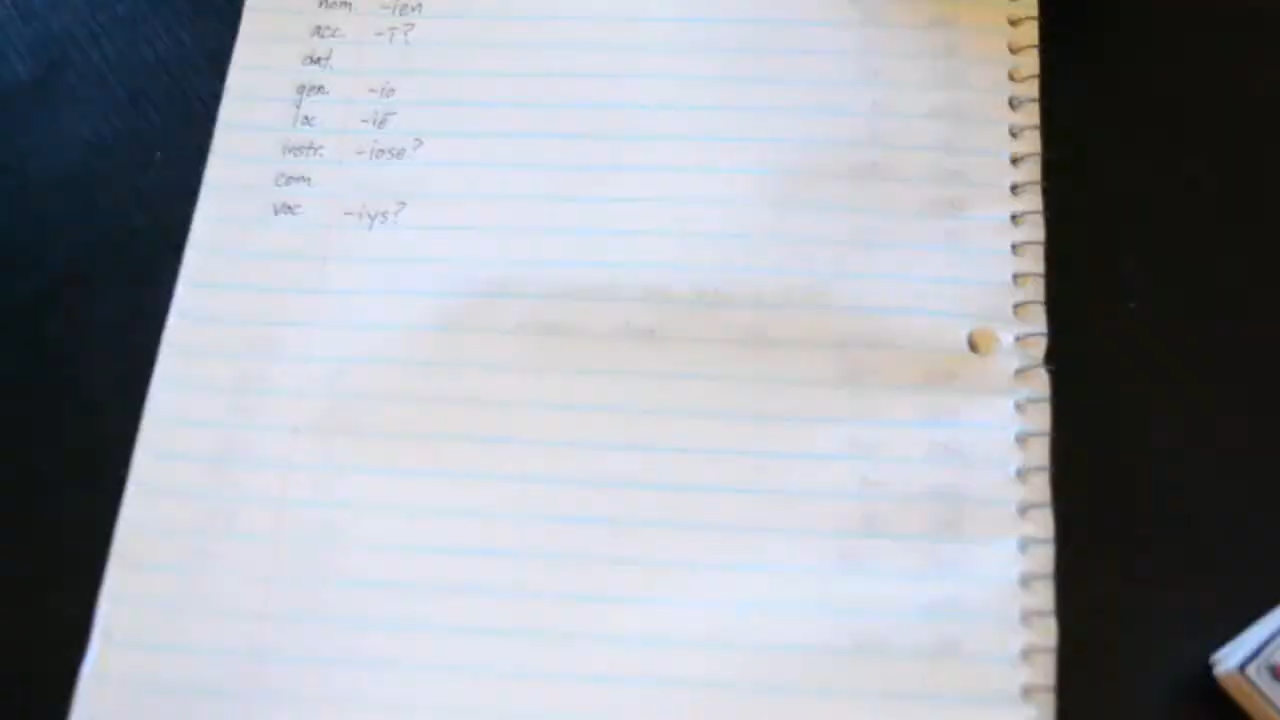 nom -ien
acc. -ī?
dat.
gen. -io
loc -iē
instr. -iose?
com
voc -iys?